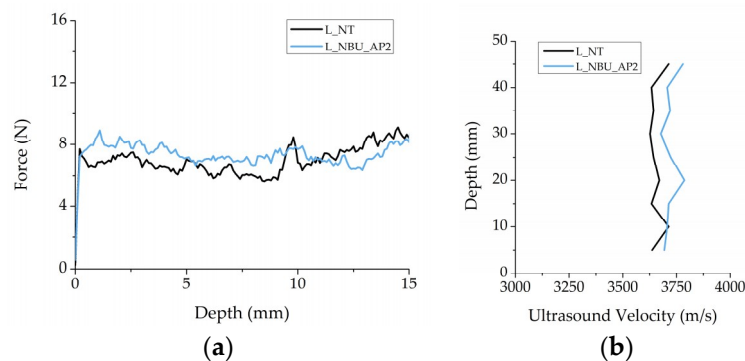 16
12
8
4
0
Force (N)
L_NT
L_NBU_AP2
0
5
10
15
Depth (mm)
(a)
50
40
30
20
10
0
Depth (mm)
L_NT
L_NBU_AP2
3000
3250
3500
3750
4000
Ultrasound Velocity (m/s)
(b)